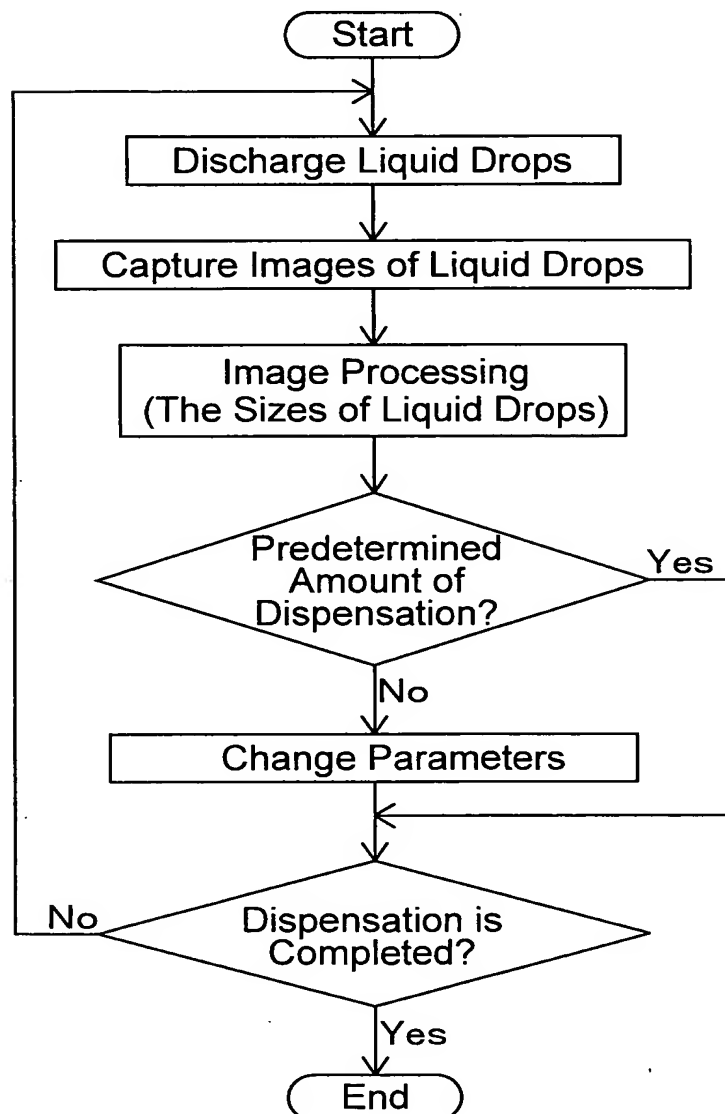 Start
Discharge Liquid Drops
Capture Images of Liquid Drops
Image Processing
(The Sizes of Liquid Drops)
Predetermined
Amount of
Dispensation?
Yes
No
Change Parameters
No
Dispensation is
Completed?
Yes
End